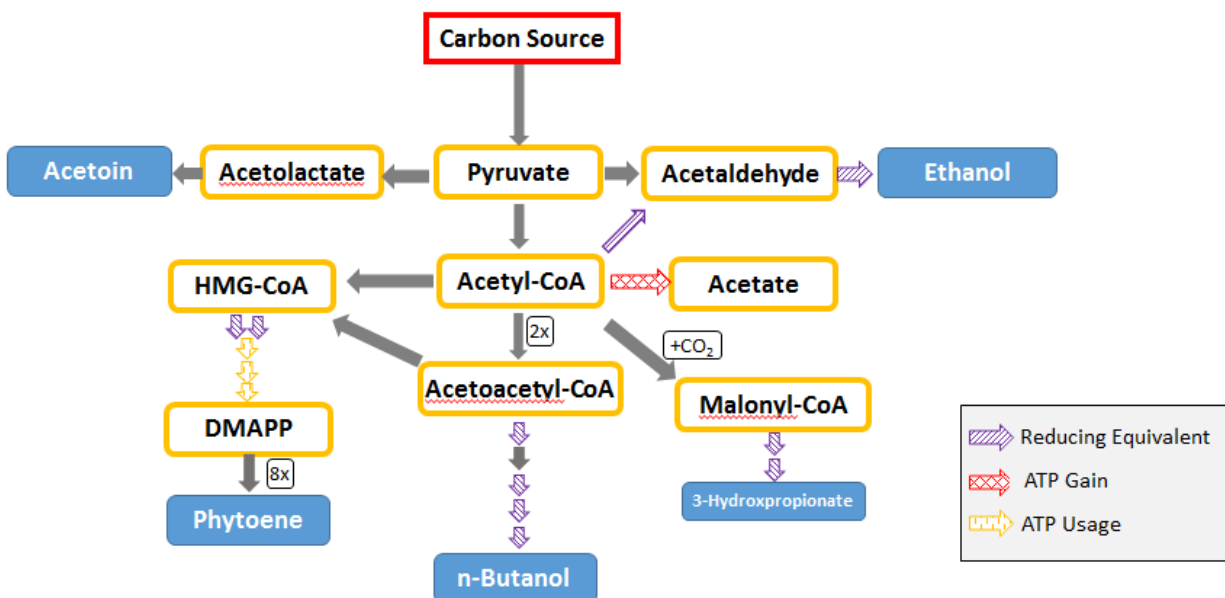 Carbon Source
Acetoin
Acetolactate
Pyruvate
Acetaldehyde
Ethanol
HMG-CoA
Acetyl-CoA
Acetate
2x
+CO₂
Acetoacetyl-CoA
Malonyl-CoA
DMAPP
8x
Phytoene
3-Hydroxpropionate
n-Butanol
Reducing Equivalent
ATP Gain
ATP Usage